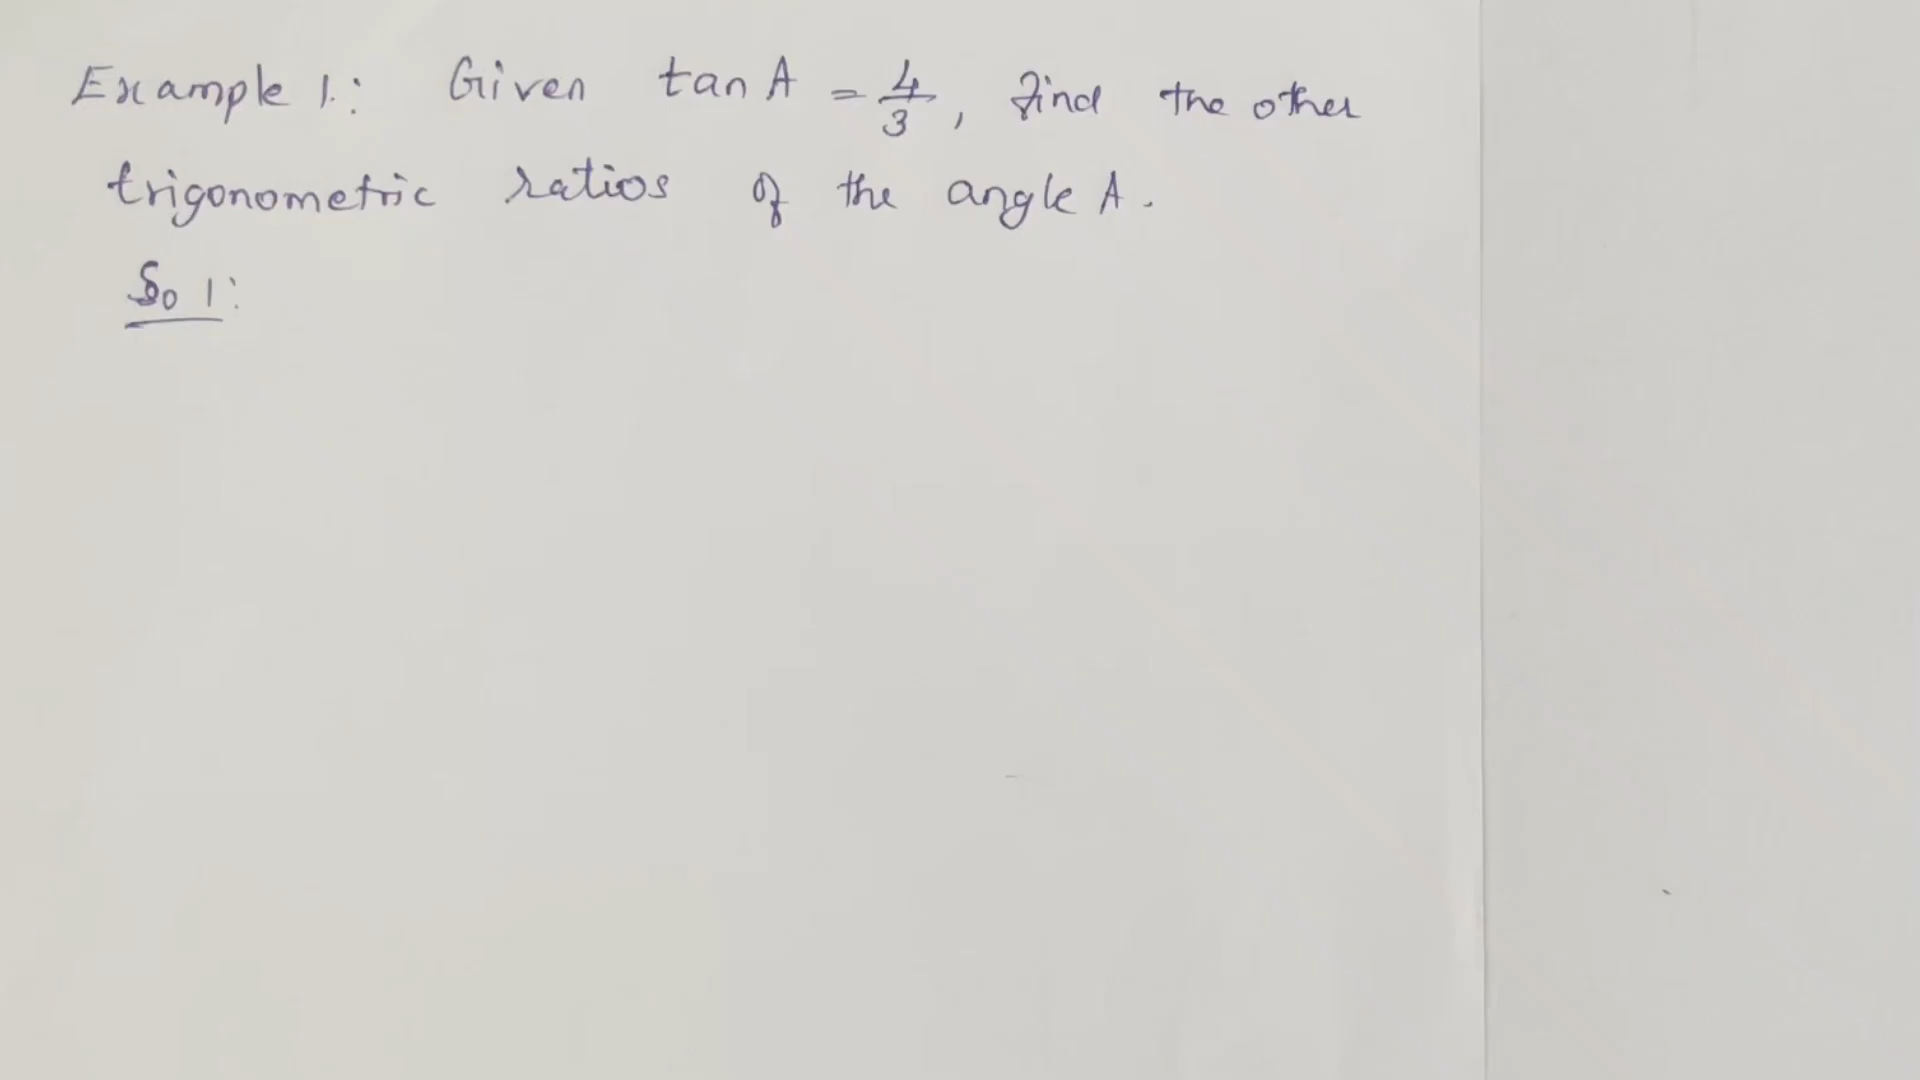 Example 1.: Given tan A = 4/3, find the other
trigonometric ratios of the angle A.
Sol: